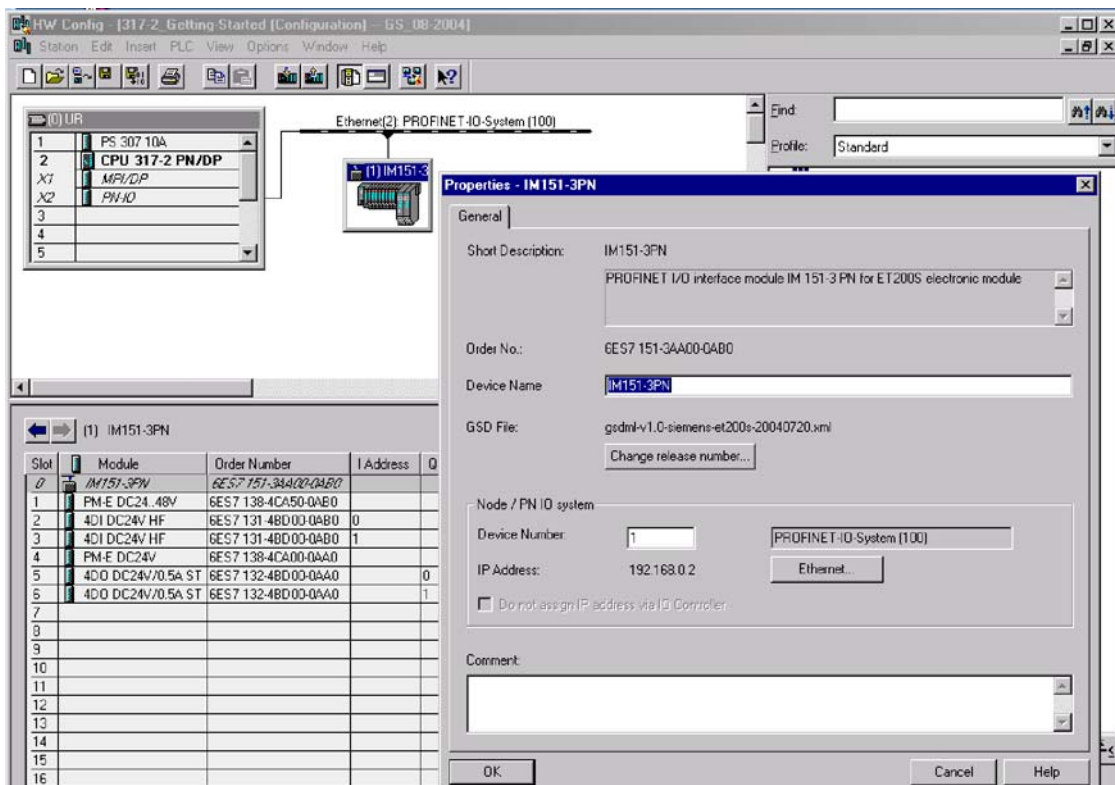 HW Config - [317-2_Getting-Started (Configuration) -- GS_08-2004]
Station Edit Insert PLC View Options Window Help
(0) UR
1 PS 307 10A
2 CPU 317-2 PN/DP
X1 MPI/DP
X2 PN-IO
3
4
5
Ethernet(2): PROFINET-IO-System (100)
(1) IM151-3
Find:
Profile: Standard
Properties - IM151-3PN
General
Short Description: IM151-3PN
PROFINET I/O interface module IM 151-3 PN for ET200S electronic module
Order No.: 6ES7 151-3AA00-0AB0
Device Name IM151-3PN
GSD File: gsdml-v1.0-siemens-et200s-20040720.xml
Change release number...
Node / PN IO system
Device Number: 1 PROFINET-IO-System (100)
IP Address: 192.168.0.2 Ethernet...
Do not assign IP address via IO Controller
Comment:
OK Cancel Help
(1) IM151-3PN
Slot Module Order Number I Address Q
0 IM151-3PN 6ES7 151-3AA00-0AB0
1 PM-E DC24..48V 6ES7 138-4CA50-0AB0
2 4DI DC24V HF 6ES7 131-4BD00-0AB0 0
3 4DI DC24V HF 6ES7 131-4BD00-0AB0 1
4 PM-E DC24V 6ES7 138-4CA00-0AA0
5 4DO DC24V/0.5A ST 6ES7 132-4BD00-0AA0 0
6 4DO DC24V/0.5A ST 6ES7 132-4BD00-0AA0 1
7
8
9
10
11
12
13
14
15
16